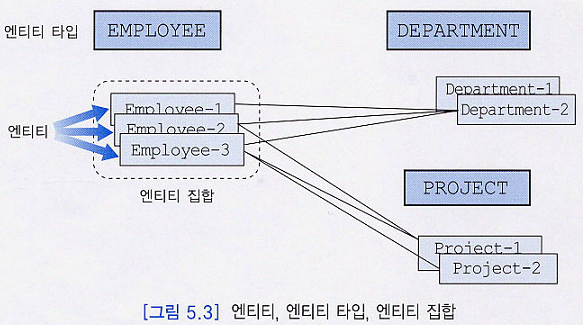 엔티티 타입
EMPLOYEE
DEPARTMENT
Employee-1
Employee-2
Employee-3
엔티티
엔티티 집합
Department-1
Department-2
PROJECT
Project-1
Project-2
[그림 5.3] 엔티티, 엔티티 타입, 엔티티 집합